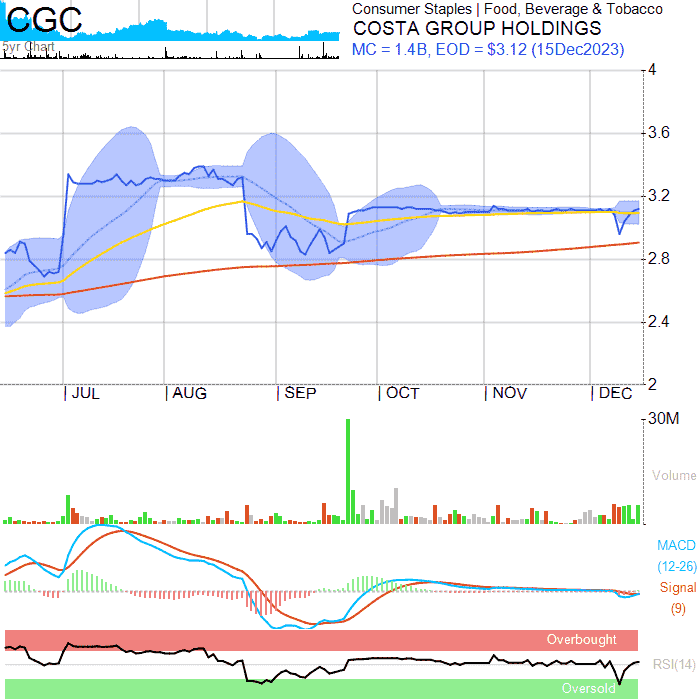 CGC
5yr Chart
Consumer Staples | Food, Beverage & Tobacco
COSTA GROUP HOLDINGS
MC = 1.4B, EOD = $3.12 (15Dec2023)
4
3.6
3.2
2.8
2.4
2
JUL
AUG
SEP
OCT
NOV
DEC
30M
Volume
MACD
(12-26)
Signal
(9)
Overbought
RSI(14)
Oversold